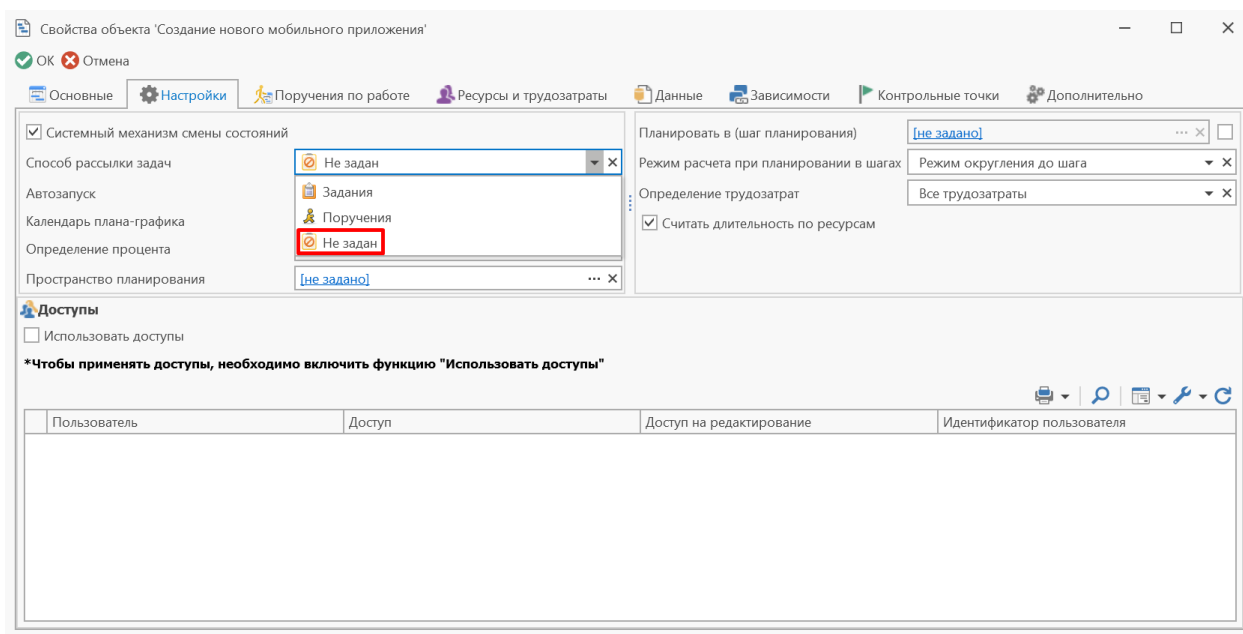 Свойства объекта 'Создание нового мобильного приложения'
ОК Отмена
Основные Настройки Поручения по работе Ресурсы и трудозатраты Данные Зависимости Контрольные точки Дополнительно
Системный механизм смены состояний
Способ рассылки задач Не задан
Автозапуск Задания
Календарь плана-графика Поручения
Определение процента Не задан
Пространство планирования [не задано]
Планировать в (шаг планирования) [не задано]
Режим расчета при планировании в шагах Режим округления до шага
Определение трудозатрат Все трудозатраты
Считать длительность по ресурсам
Доступы
Использовать доступы
*Чтобы применять доступы, необходимо включить функцию "Использовать доступы"
Пользователь Доступ Доступ на редактирование Идентификатор пользователя